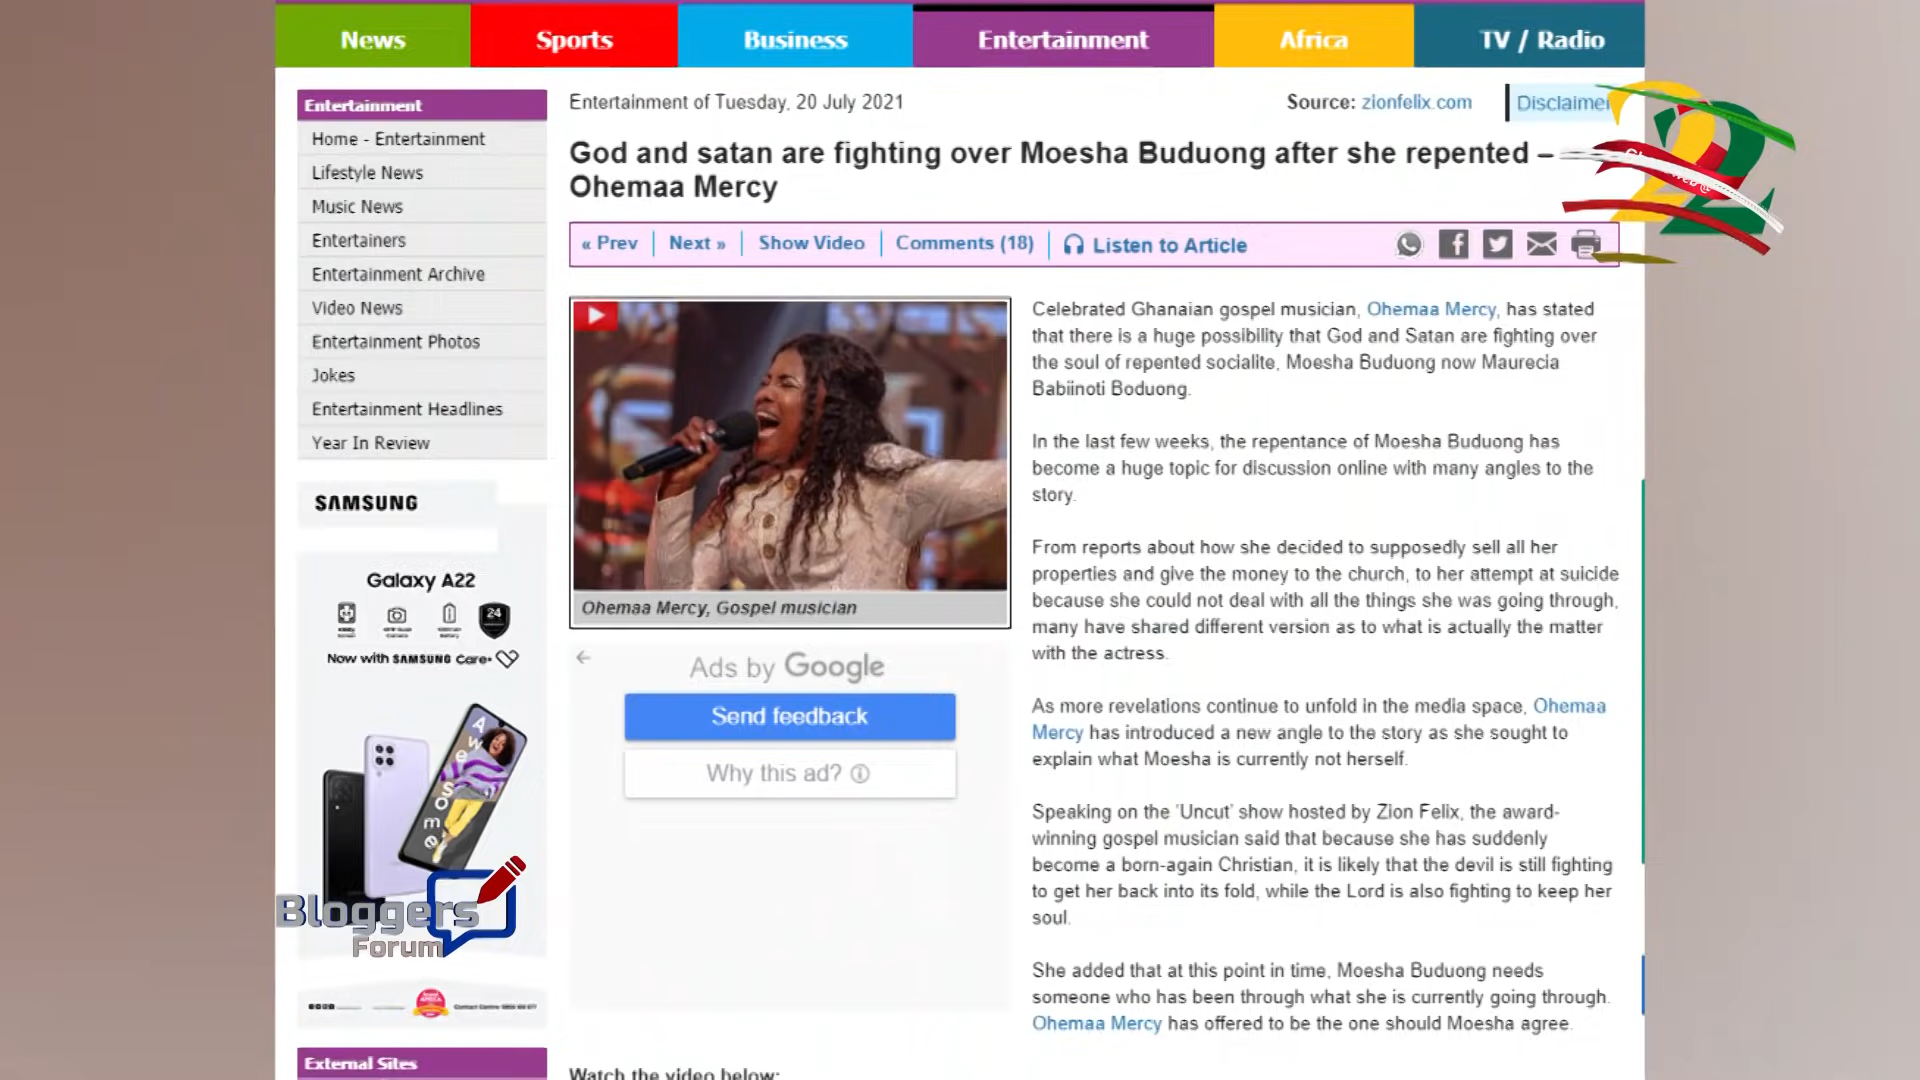 News
Sports
Business
Entertainment
Africa
TV / Radio
Entertainment
Home - Entertainment
Lifestyle News
Music News
Entertainers
Entertainment Archive
Video News
Entertainment Photos
Jokes
Entertainment Headlines
Year In Review
SAMSUNG
Galaxy A22
24
Now with SAMSUNG Care+
Awesome
Bloggers
Forum
External Sites
Entertainment of Tuesday, 20 July 2021
Source: zionfelix.com
Disclaimer
22
God and satan are fighting over Moesha Buduong after she repented –
Ohemaa Mercy
« Prev
Next »
Show Video
Comments (18)
Listen to Article
Ohemaa Mercy, Gospel musician
Ads by Google
Send feedback
Why this ad?
Celebrated Ghanaian gospel musician, Ohemaa Mercy, has stated
that there is a huge possibility that God and Satan are fighting over
the soul of repented socialite, Moesha Buduong now Maurecia
Babiinoti Boduong.
In the last few weeks, the repentance of Moesha Buduong has
become a huge topic for discussion online with many angles to the
story.
From reports about how she decided to supposedly sell all her
properties and give the money to the church, to her attempt at suicide
because she could not deal with all the things she was going through,
many have shared different version as to what is actually the matter
with the actress.
As more revelations continue to unfold in the media space, Ohemaa
Mercy has introduced a new angle to the story as she sought to
explain what Moesha is currently not herself.
Speaking on the 'Uncut' show hosted by Zion Felix, the award-
winning gospel musician said that because she has suddenly
become a born-again Christian, it is likely that the devil is still fighting
to get her back into its fold, while the Lord is also fighting to keep her
soul.
She added that at this point in time, Moesha Buduong needs
someone who has been through what she is currently going through.
Ohemaa Mercy has offered to be the one should Moesha agree.
Watch the video below: